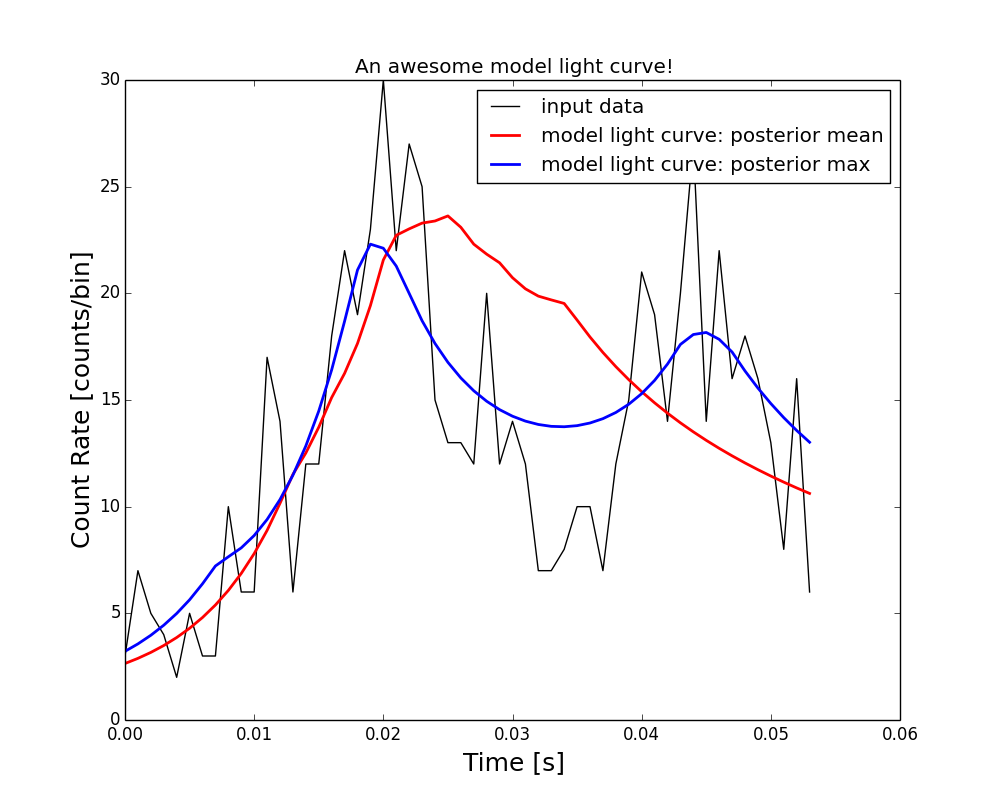 An awesome model light curve!
30
25
20
15
10
5
0
Count Rate [counts/bin]
input data
model light curve: posterior mean
model light curve: posterior max
0.00 0.01 0.02 0.03 0.04 0.05 0.06
Time [s]